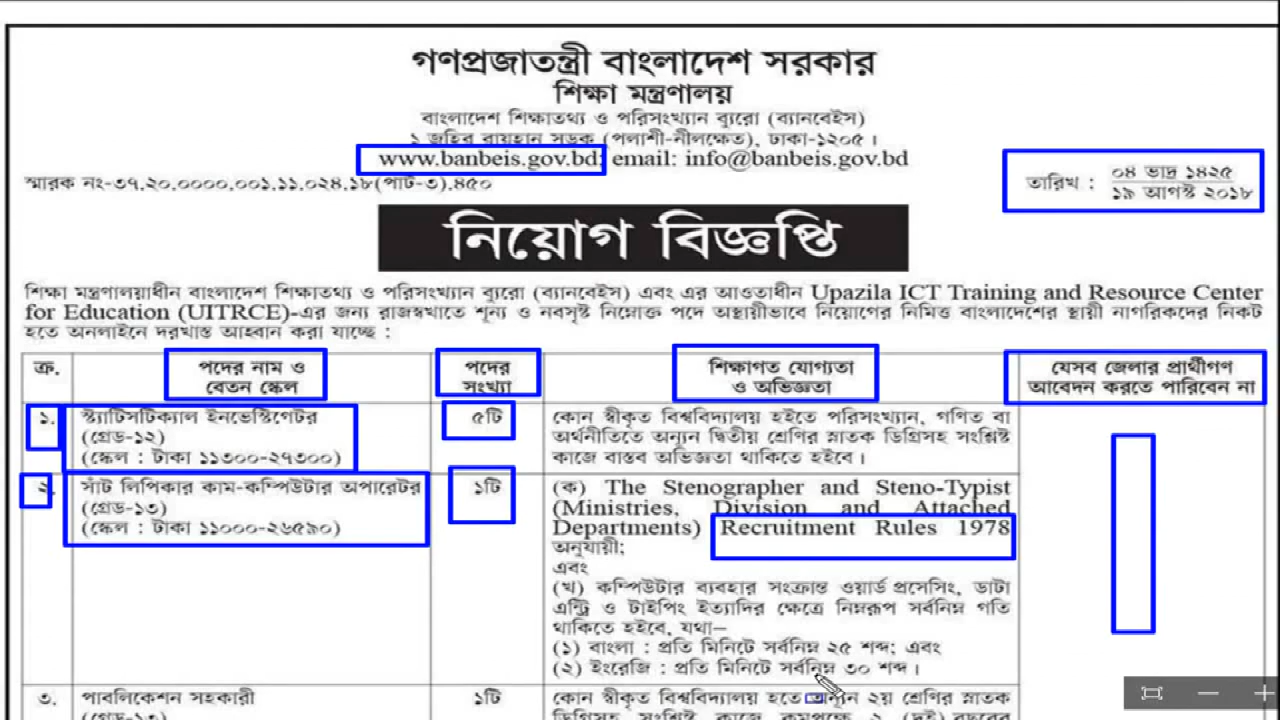 গণপ্রজাতন্ত্রী বাংলাদেশ সরকার
শিক্ষা মন্ত্রণালয়
বাংলাদেশ শিক্ষাতথ্য ও পরিসংখ্যান ব্যুরো (ব্যানবেইস)
১ জহির রায়হান সড়ক (পলাশী-নীলক্ষেত), ঢাকা-১২০৫।
www.banbeis.gov.bd; email: info@banbeis.gov.bd
স্মারক নং-৩৭.২০.০০০০.০০১.১১.০২৪.১৮(পার্ট-৩).৪৫০
তারিখ : ০৪ ভাদ্র ১৪২৫
১৯ আগস্ট ২০১৮
নিয়োগ বিজ্ঞপ্তি
শিক্ষা মন্ত্রণালয়াধীন বাংলাদেশ শিক্ষাতথ্য ও পরিসংখ্যান ব্যুরো (ব্যানবেইস) এবং এর আওতাধীন Upazila ICT Training and Resource Center
for Education (UITRCE)-এর জন্য রাজস্বখাতে শূন্য ও নবসৃষ্ট নিম্নোক্ত পদে অস্থায়ীভাবে নিয়োগের নিমিত্ত বাংলাদেশের স্থায়ী নাগরিকদের নিকট
হতে অনলাইনে দরখাস্ত আহবান করা যাচ্ছে :
ক্র.
পদের নাম ও
বেতন স্কেল
পদের
সংখ্যা
শিক্ষাগত যোগ্যতা
ও অভিজ্ঞতা
যেসব জেলার প্রার্থীগণ
আবেদন করতে পারিবেন না
১.
স্ট্যাটিসটিক্যাল ইনভেস্টিগেটর
(গ্রেড-১২)
(স্কেল : টাকা ১১৩০০-২৭৩০০)
৫টি
কোন স্বীকৃত বিশ্ববিদ্যালয় হইতে পরিসংখ্যান, গণিত বা
অর্থনীতিতে অন্যূন দ্বিতীয় শ্রেণির স্নাতক ডিগ্রিসহ সংশ্লিষ্ট
কাজে বাস্তব অভিজ্ঞতা থাকিতে হইবে।
২.
সাঁট লিপিকার কাম-কম্পিউটার অপারেটর
(গ্রেড-১৩)
(স্কেল : টাকা ১১০০০-২৬৫৯০)
১টি
(ক) The Stenographer and Steno-Typist
(Ministries, Division and Attached
Departments) Recruitment Rules 1978
অনুযায়ী;
এবং
(খ) কম্পিউটার ব্যবহার সংক্রান্ত ওয়ার্ড প্রসেসিং, ডাটা
এন্ট্রি ও টাইপিং ইত্যাদির ক্ষেত্রে নিম্নরূপ সর্বনিম্ন গতি
থাকিতে হইবে, যথা–
(১) বাংলা : প্রতি মিনিটে সর্বনিম্ন ২৫ শব্দ; এবং
(২) ইংরেজি : প্রতি মিনিটে সর্বনিম্ন ৩০ শব্দ।
৩.
পাবলিকেশন সহকারী
(গ্রেড-১৩)
১টি
কোন স্বীকৃত বিশ্ববিদ্যালয় হতে অন্যূন ২য় শ্রেণির স্নাতক
ডিগ্রিসহ সংশ্লিষ্ট কাজে কমপক্ষে ২ (দুই) বছরের